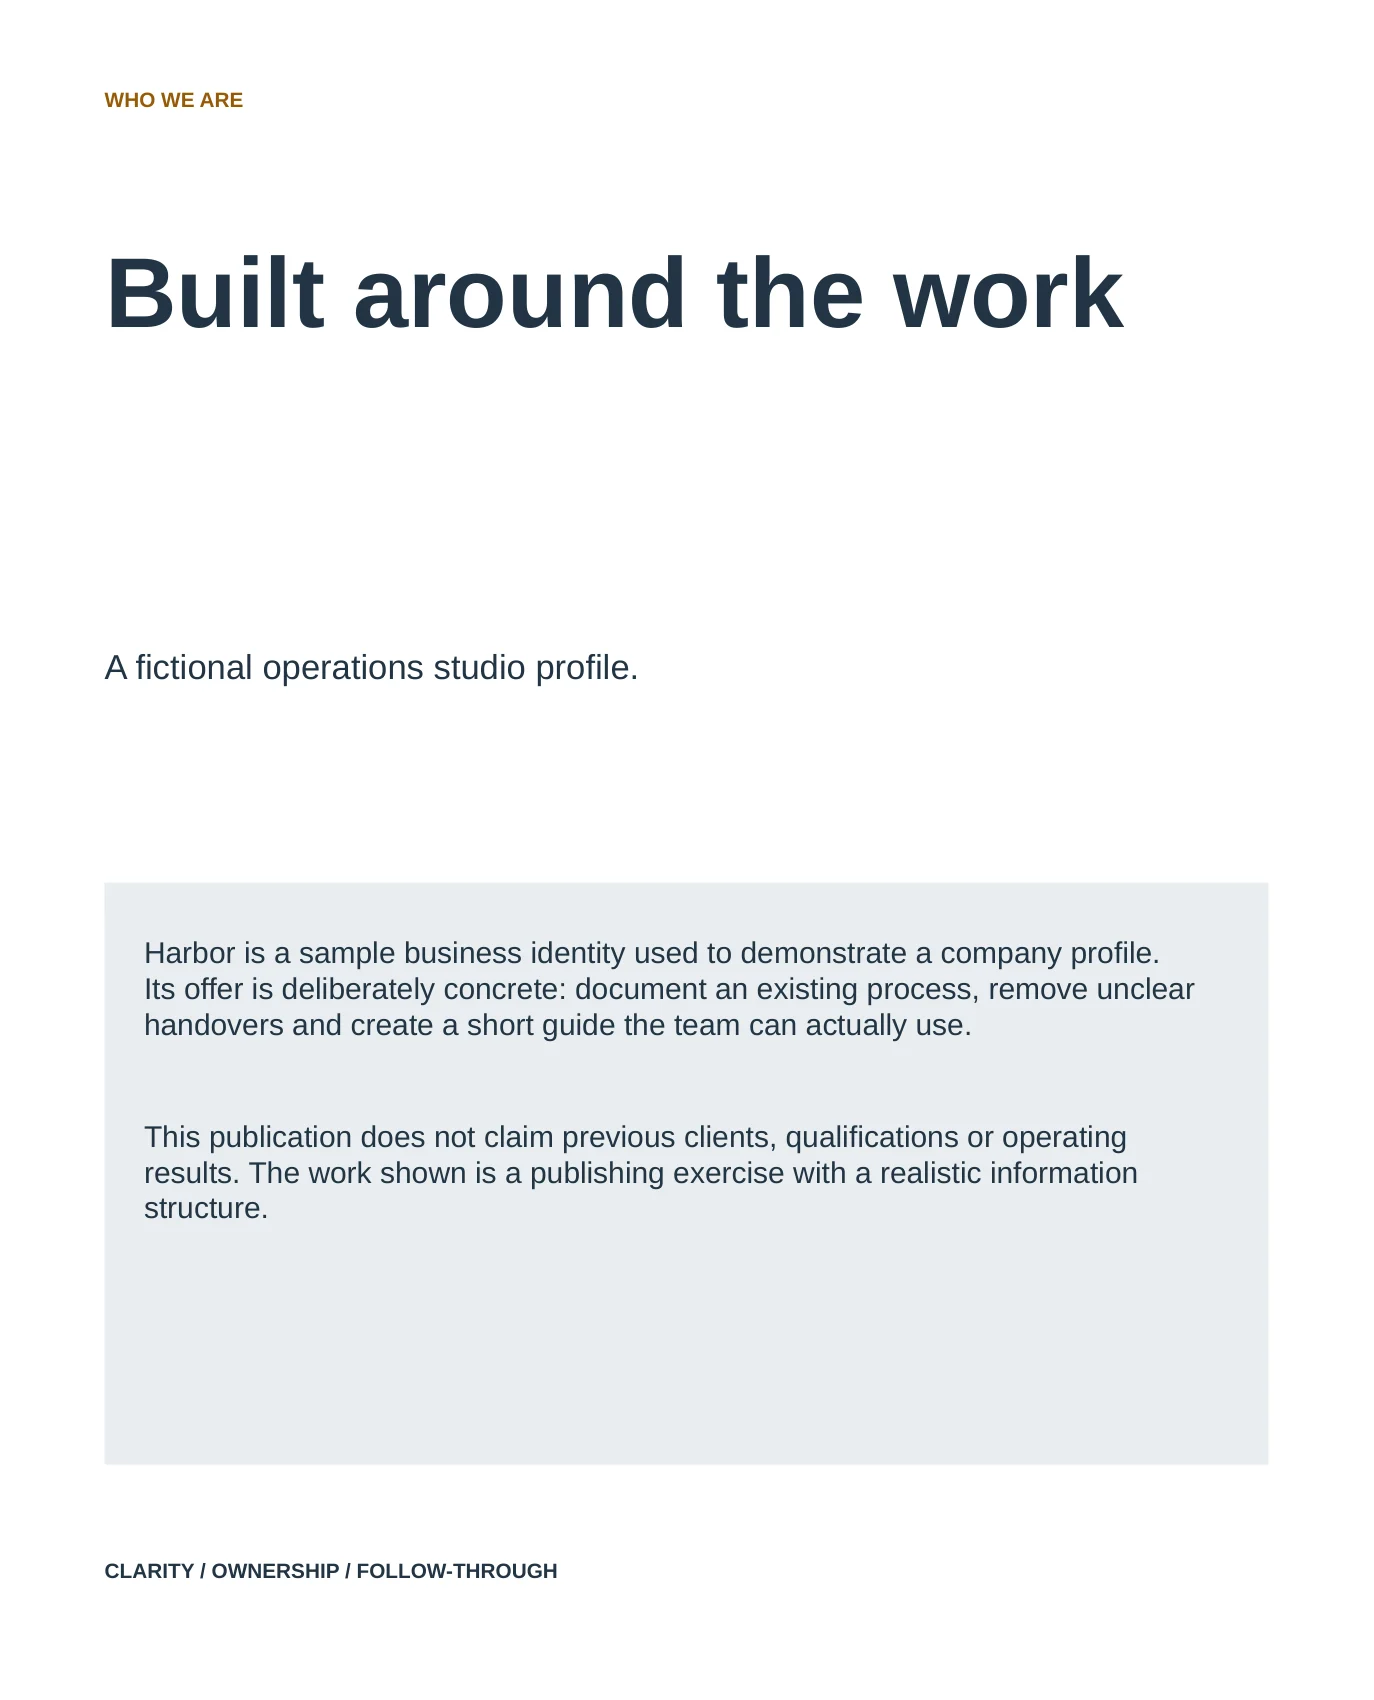 WHO WE ARE
Built around the work
A fictional operations studio profile.
Harbor is a sample business identity used to demonstrate a company profile.
Its offer is deliberately concrete: document an existing process, remove unclear
handovers and create a short guide the team can actually use.
This publication does not claim previous clients, qualifications or operating
results. The work shown is a publishing exercise with a realistic information
structure.
CLARITY / OWNERSHIP / FOLLOW-THROUGH